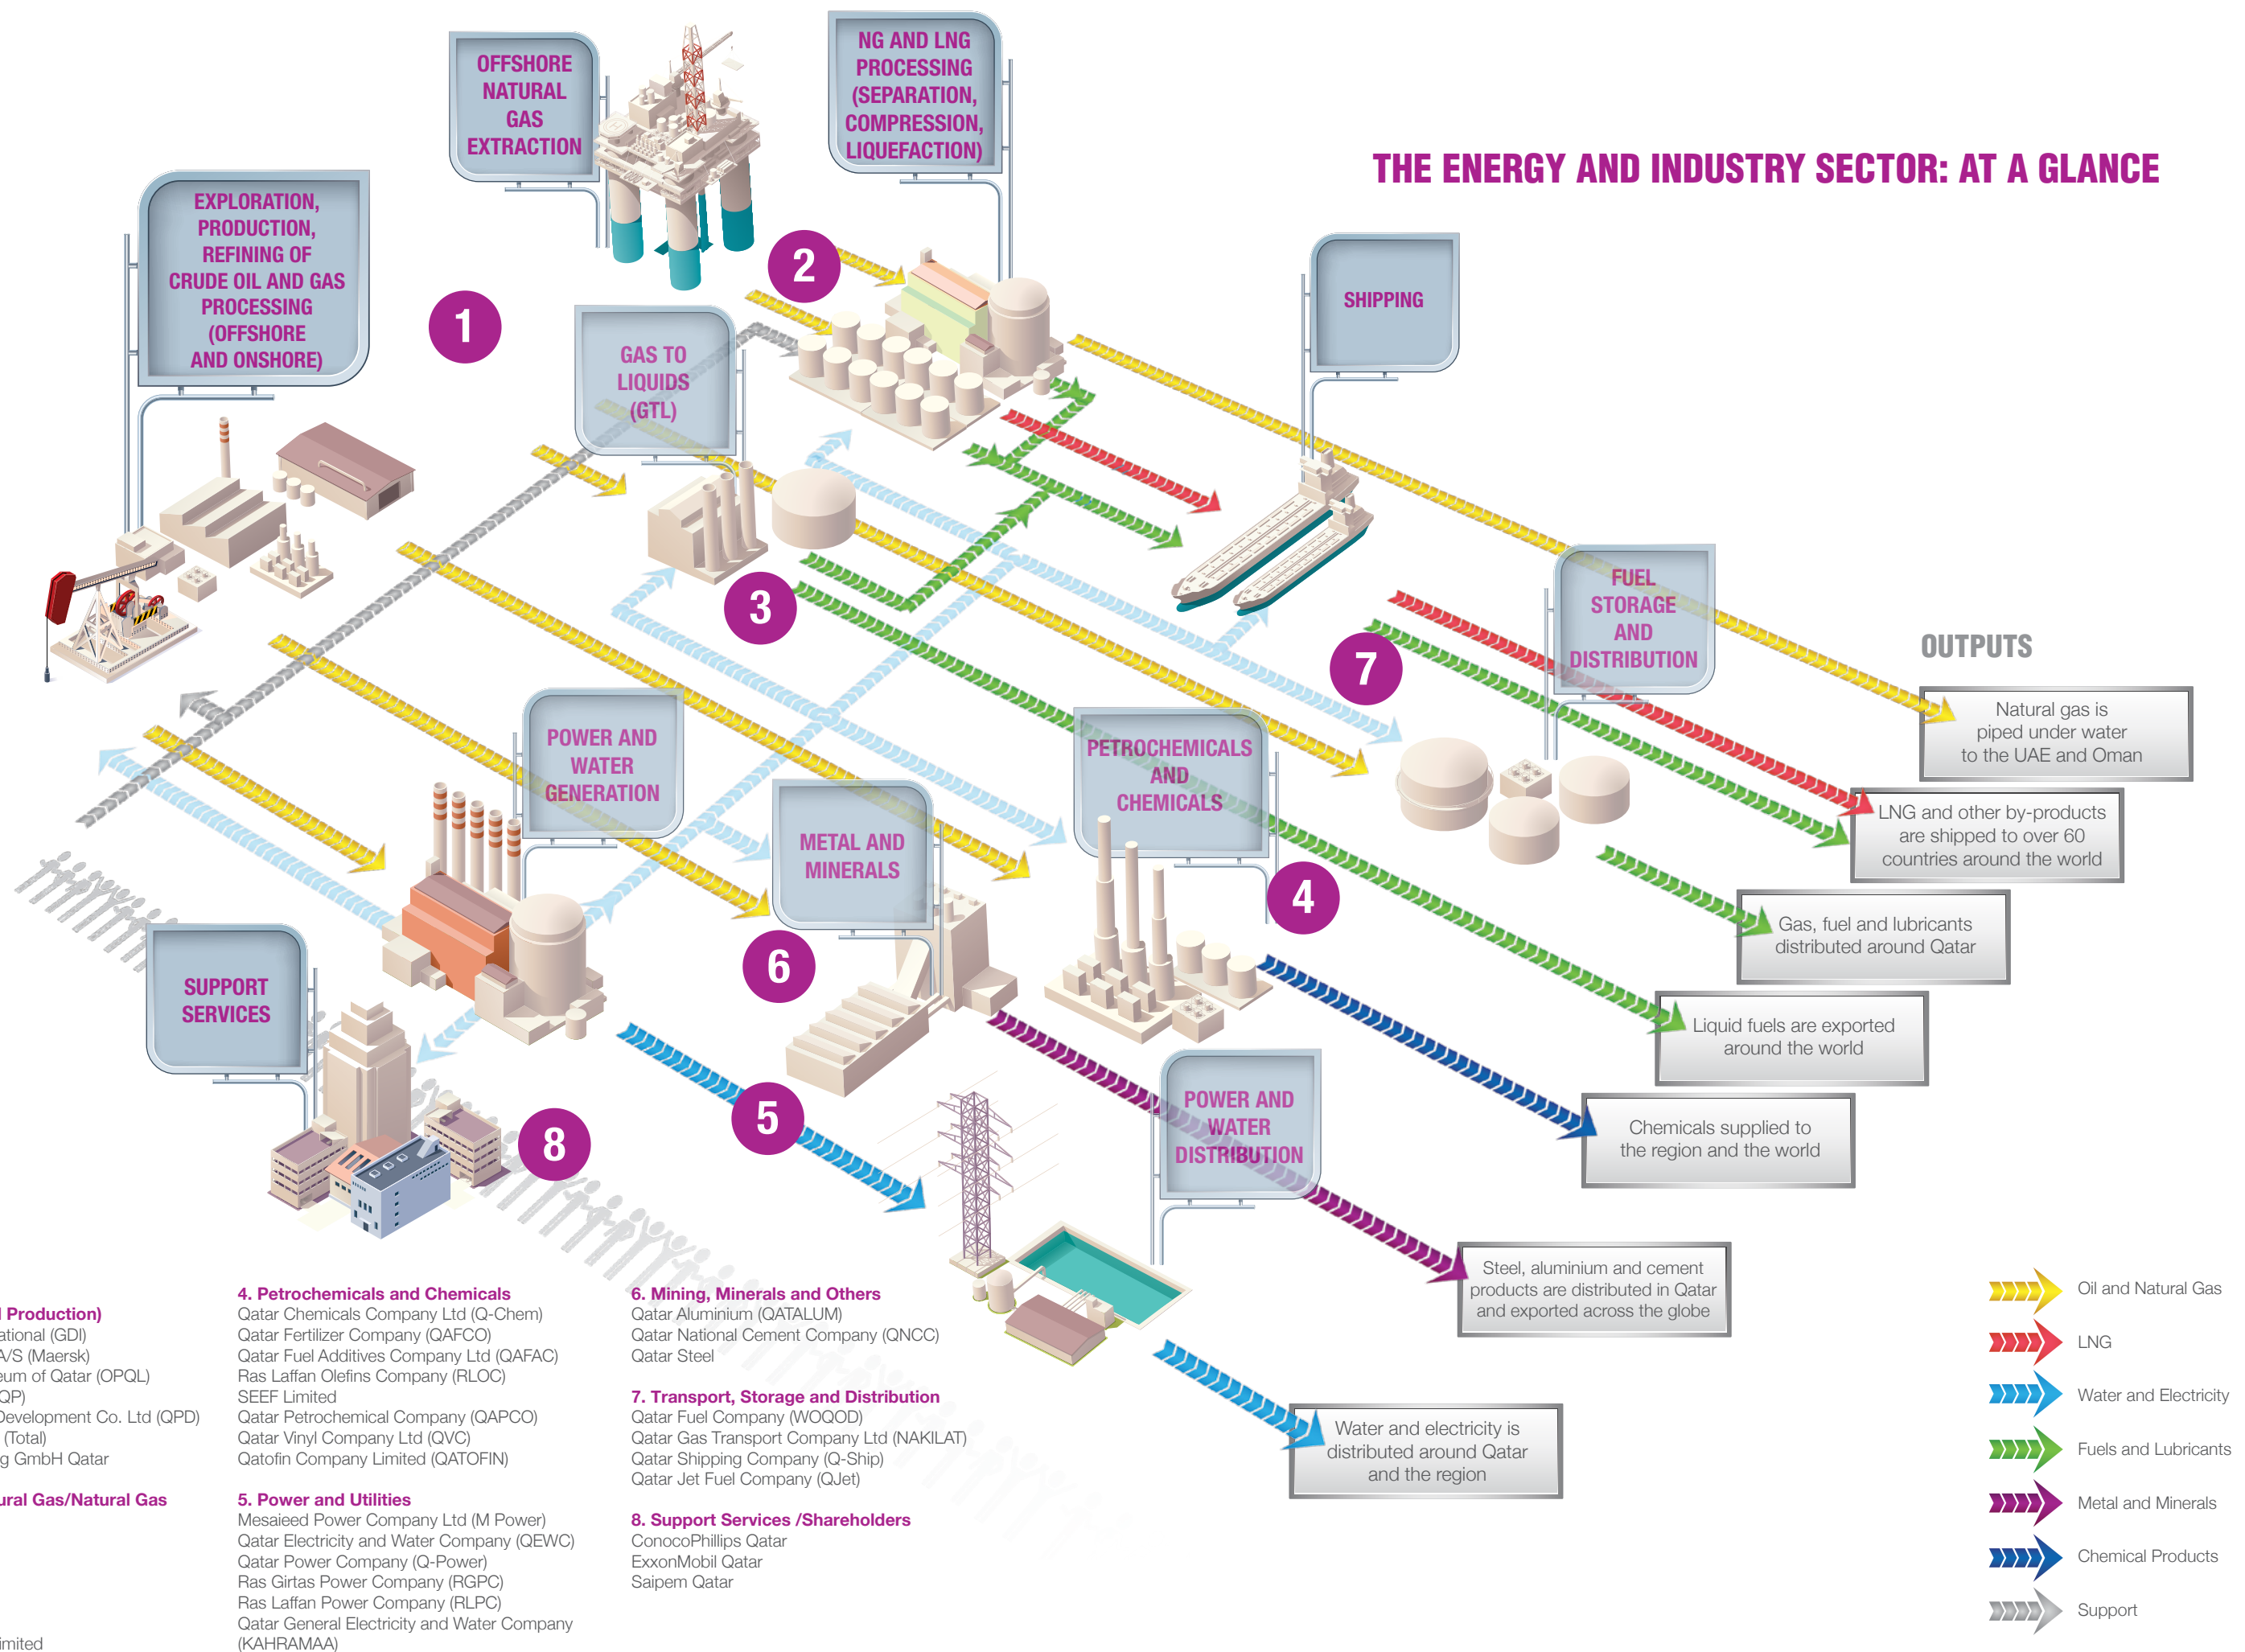 THE ENERGY AND INDUSTRY SECTOR: AT A GLANCE
OFFSHORE
NATURAL
GAS
EXTRACTION
NG AND LNG
PROCESSING
(SEPARATION,
COMPRESSION,
LIQUEFACTION)
EXPLORATION,
PRODUCTION,
REFINING OF
CRUDE OIL AND GAS
PROCESSING
(OFFSHORE
AND ONSHORE)
1
2
SHIPPING
GAS TO
LIQUIDS
(GTL)
3
FUEL
STORAGE
AND
DISTRIBUTION
7
POWER AND
WATER
GENERATION
PETROCHEMICALS
AND
CHEMICALS
METAL AND
MINERALS
4
6
SUPPORT
SERVICES
5
8
POWER AND
WATER
DISTRIBUTION
OUTPUTS
Natural gas is
piped under water
to the UAE and Oman
LNG and other by-products
are shipped to over 60
countries around the world
Gas, fuel and lubricants
distributed around Qatar
Liquid fuels are exported
around the world
Chemicals supplied to
the region and the world
Steel, aluminium and cement
products are distributed in Qatar
and exported across the globe
Water and electricity is
distributed around Qatar
and the region
Production)
ational (GDI)
A/S (Maersk)
eum of Qatar (OPQL)
QP)
Development Co. Ltd (QPD)
(Total)
g GmbH Qatar
ural Gas/Natural Gas
imited
4. Petrochemicals and Chemicals
Qatar Chemicals Company Ltd (Q-Chem)
Qatar Fertilizer Company (QAFCO)
Qatar Fuel Additives Company Ltd (QAFAC)
Ras Laffan Olefins Company (RLOC)
SEEF Limited
Qatar Petrochemical Company (QAPCO)
Qatar Vinyl Company Ltd (QVC)
Qatofin Company Limited (QATOFIN)
5. Power and Utilities
Mesaieed Power Company Ltd (M Power)
Qatar Electricity and Water Company (QEWC)
Qatar Power Company (Q-Power)
Ras Girtas Power Company (RGPC)
Ras Laffan Power Company (RLPC)
Qatar General Electricity and Water Company
(KAHRAMAA)
6. Mining, Minerals and Others
Qatar Aluminium (QATALUM)
Qatar National Cement Company (QNCC)
Qatar Steel
7. Transport, Storage and Distribution
Qatar Fuel Company (WOQOD)
Qatar Gas Transport Company Ltd (NAKILAT)
Qatar Shipping Company (Q-Ship)
Qatar Jet Fuel Company (QJet)
8. Support Services /Shareholders
ConocoPhillips Qatar
ExxonMobil Qatar
Saipem Qatar
Oil and Natural Gas
LNG
Water and Electricity
Fuels and Lubricants
Metal and Minerals
Chemical Products
Support